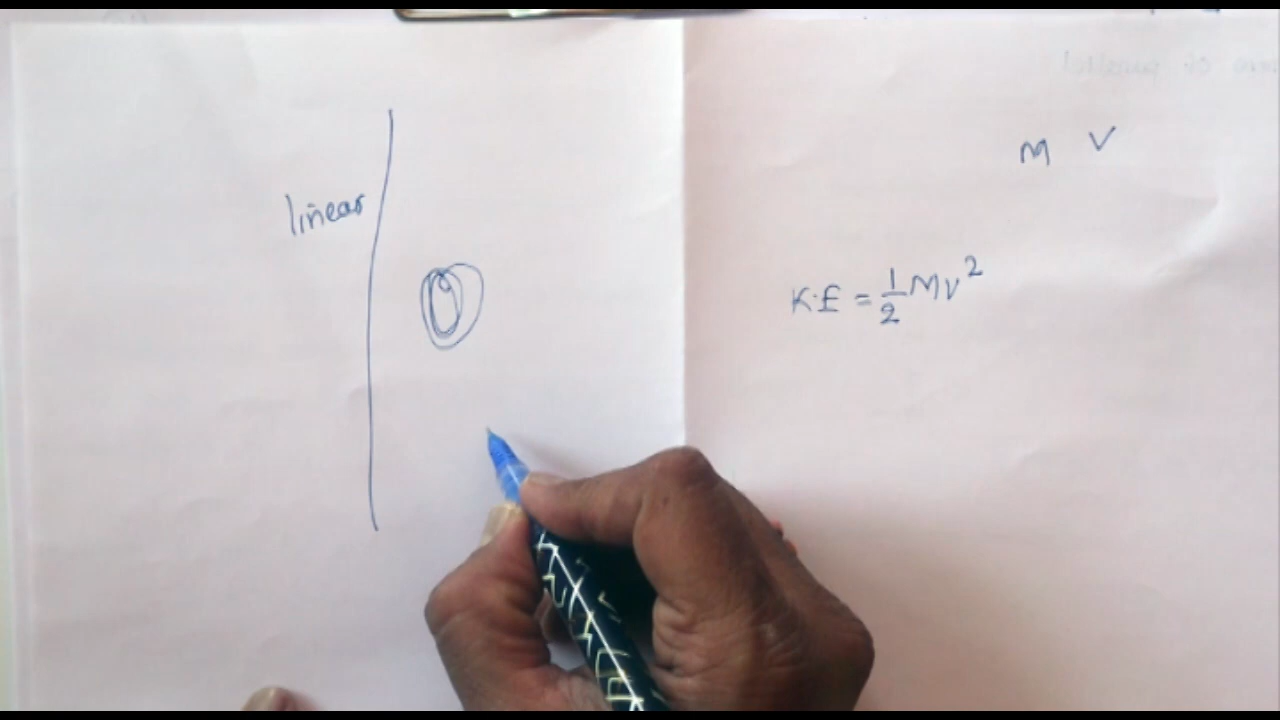 M V
linear
K.E = 1/2 Mv²